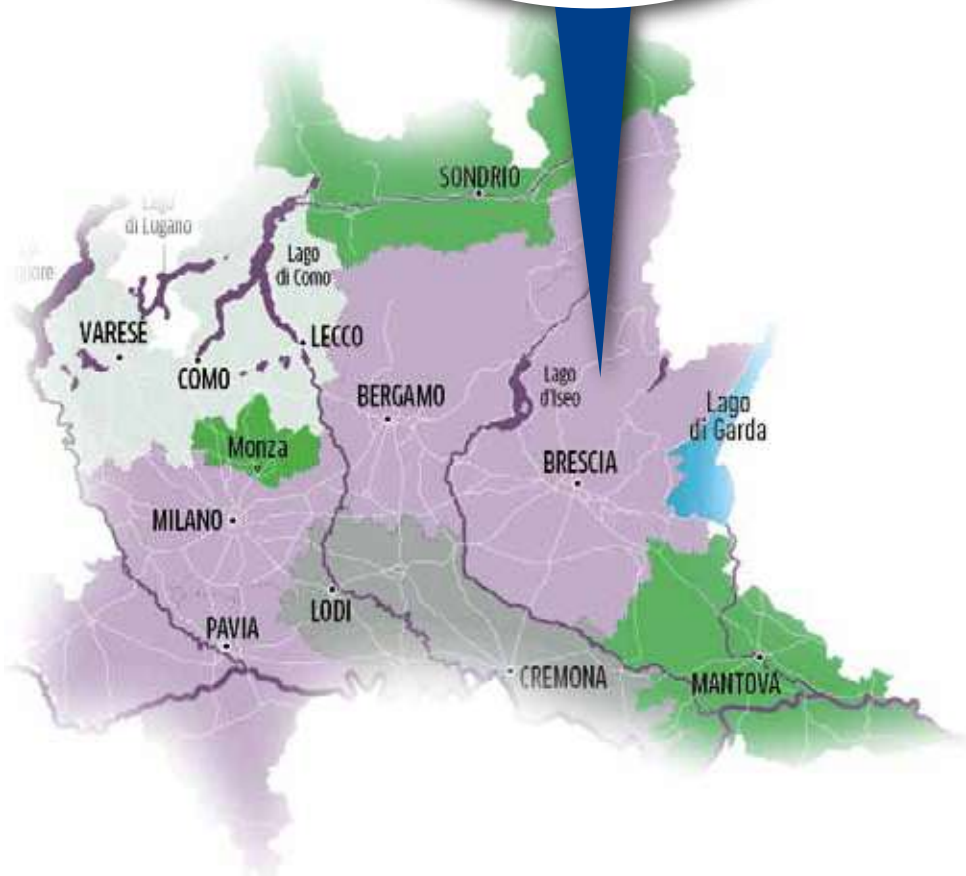 SONDRIO
Lago
di Lugano
Lago
di Como
VARESE
LECCO
COMO
Lago
d'Iseo
BERGAMO
Lago
di Garda
Monza
BRESCIA
MILANO
LODI
PAVIA
CREMONA
MANTOVA